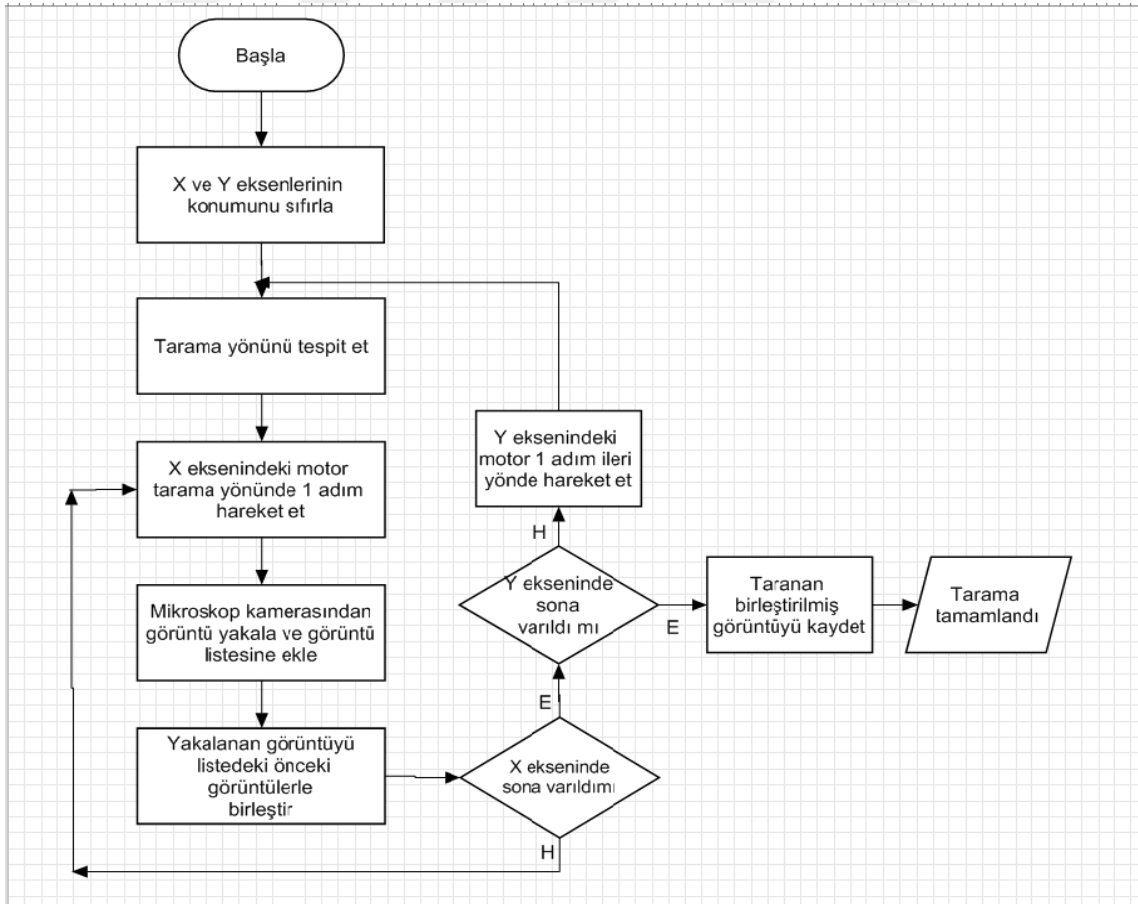 Başla
X ve Y eksenlerinin
konumunu sıfırla
Tarama yönünü tespit et
X eksenindeki motor
tarama yönünde 1 adım
hareket et
Mikroskop kamerasından
görüntü yakala ve görüntü
listesine ekle
Yakalanan görüntüyü
listedeki önceki
görüntülerle
birleştir
X ekseninde
sona varıldımı
H
E
Y ekseninde
sona
varıldı mı
H
E
Y eksenindeki
motor 1 adım ileri
yönde hareket et
Taranan
birleştirilmiş
görüntüyü kaydet
Tarama
tamamlandı